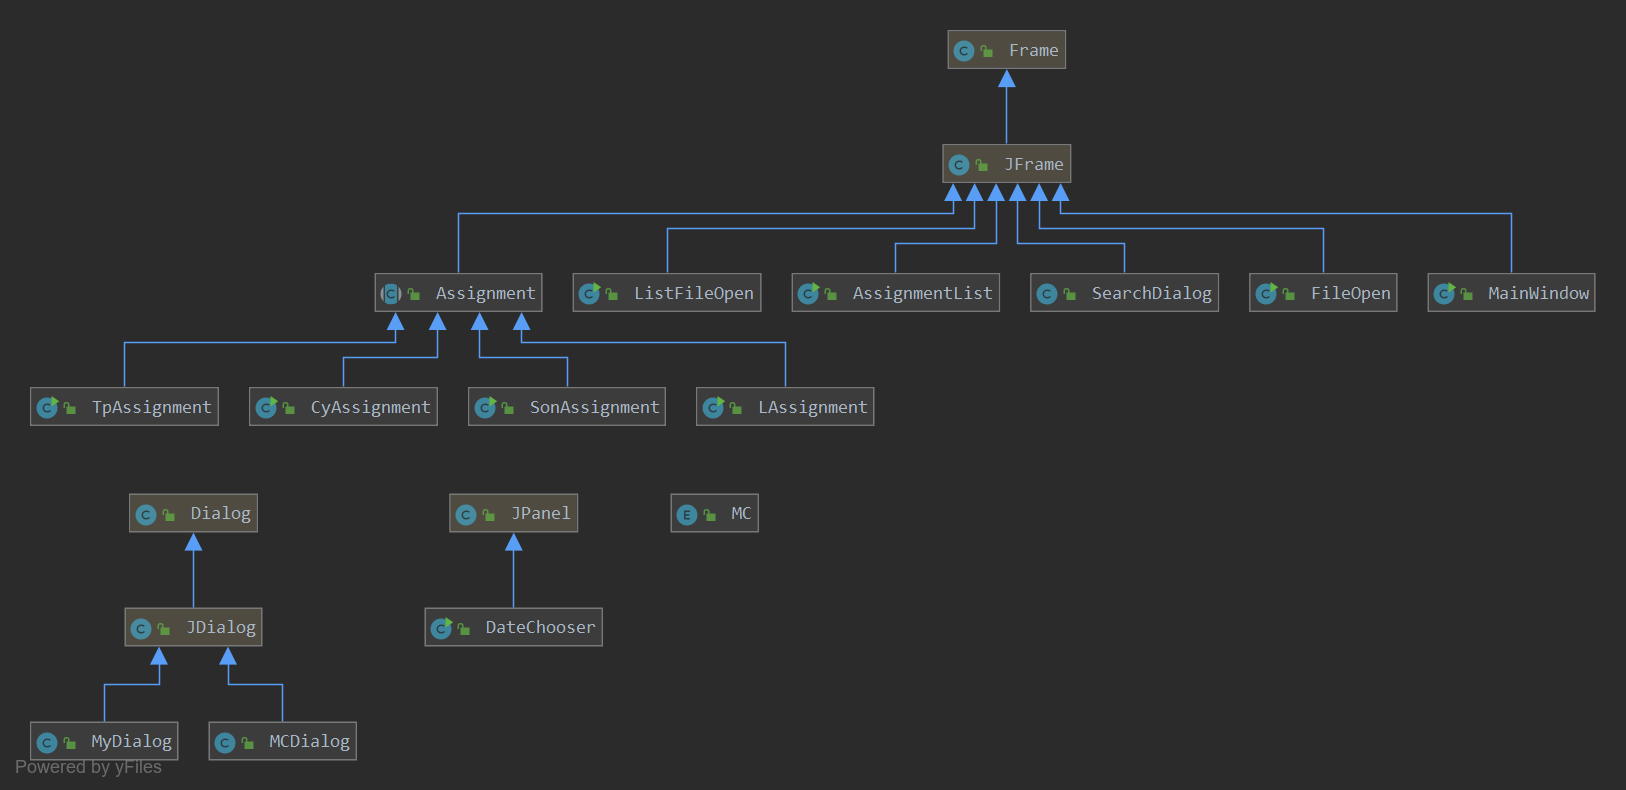 Frame
JFrame
Assignment
ListFileOpen
AssignmentList
SearchDialog
FileOpen
MainWindow
TpAssignment
CyAssignment
SonAssignment
LAssignment
Dialog
JPanel
MC
JDialog
DateChooser
MyDialog
MCDialog
Powered by yFiles